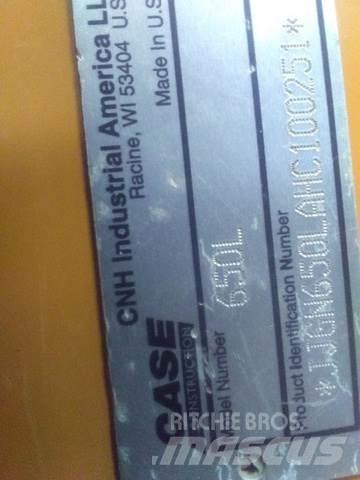 CNH Industrial America LL
Racine, WI 53404 U.S
Made in U.S
CASE
CONSTRUCTION
el Number
650L
Product Identification Number
*JJGN650LAHC100251*
RITCHIE BROS
Mascus